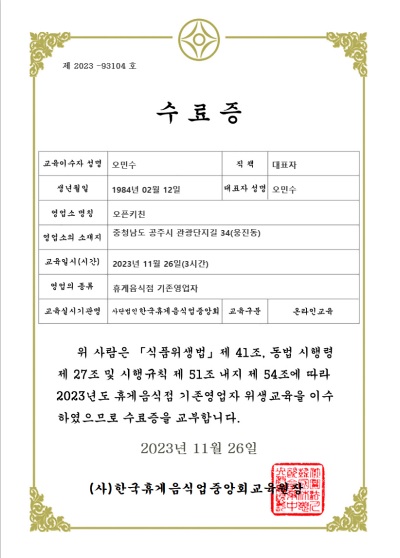 제 2023 -93104 호
수 료 증
교육이수자 성명 오민수 직 책 대표자
생년월일 1984년 02월 12일 대표자 성명 오민수
영업소 명칭 오픈키친
영업소의 소재지 충청남도 공주시 관광단지길 34(웅진동)
교육일시(시간) 2023년 11월 26일(3시간)
영업의 종류 휴게음식점 기존영업자
교육실시기관명 사단법인한국휴게음식업중앙회 교육구분 온라인교육
위 사람은 「식품위생법」제 41조, 동법 시행령
제 27조 및 시행규칙 제 51조 내지 제 54조에 따라
2023년도 휴게음식점 기존영업자 위생교육을 이수
하였으므로 수료증을 교부합니다.
2023년 11월 26일
(사)한국휴게음식업중앙회교육원장